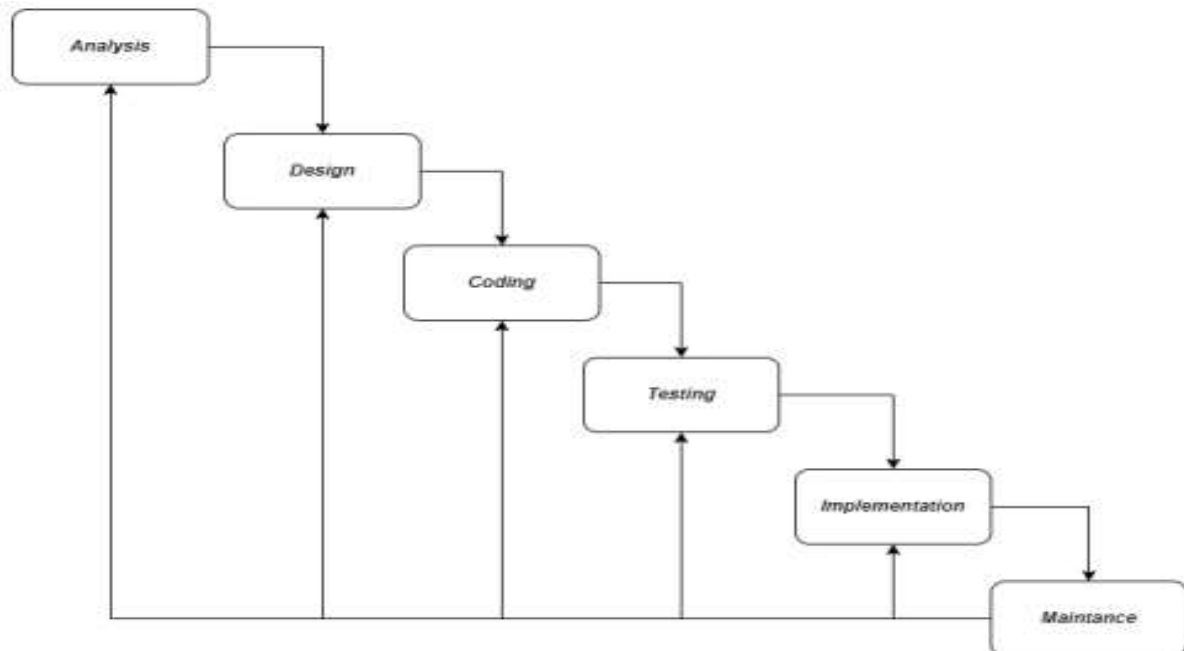 Analysis
Design
Coding
Testing
Implementation
Maintance